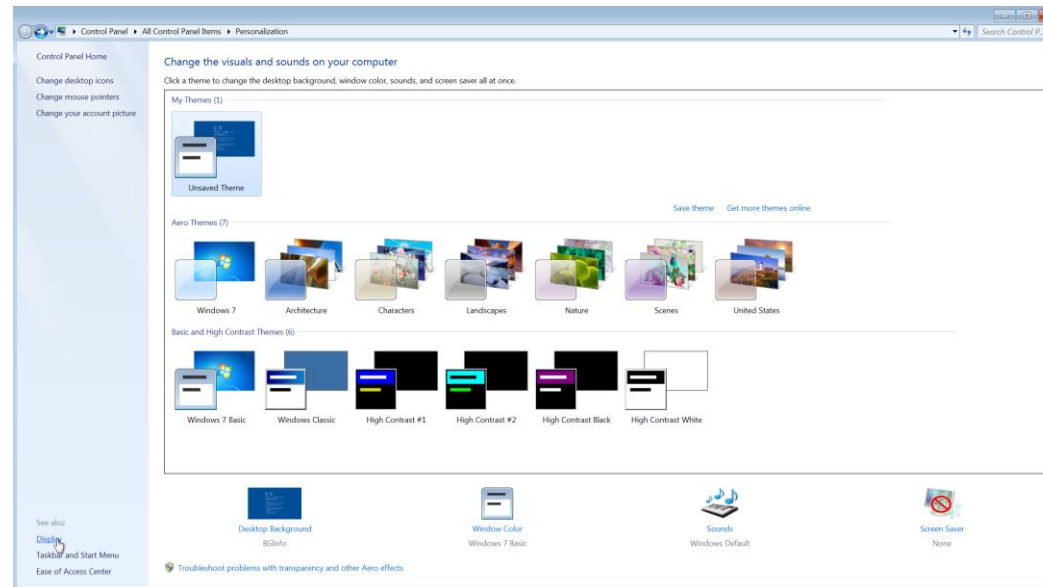 Control Panel ▸ All Control Panel Items ▸ Personalization
Search Control P...
Control Panel Home
Change desktop icons
Change mouse pointers
Change your account picture
Change the visuals and sounds on your computer
Click a theme to change the desktop background, window color, sounds, and screen saver all at once.
My Themes (1)
Unsaved Theme
Save theme Get more themes online
Aero Themes (7)
Windows 7 Architecture Characters Landscapes Nature Scenes United States
Basic and High Contrast Themes (6)
Windows 7 Basic Windows Classic High Contrast #1 High Contrast #2 High Contrast Black High Contrast White
Desktop Background Window Color Sounds Screen Saver
BGInfo Windows 7 Basic Windows Default None
Troubleshoot problems with transparency and other Aero effects
See also
Display
Taskbar and Start Menu
Ease of Access Center